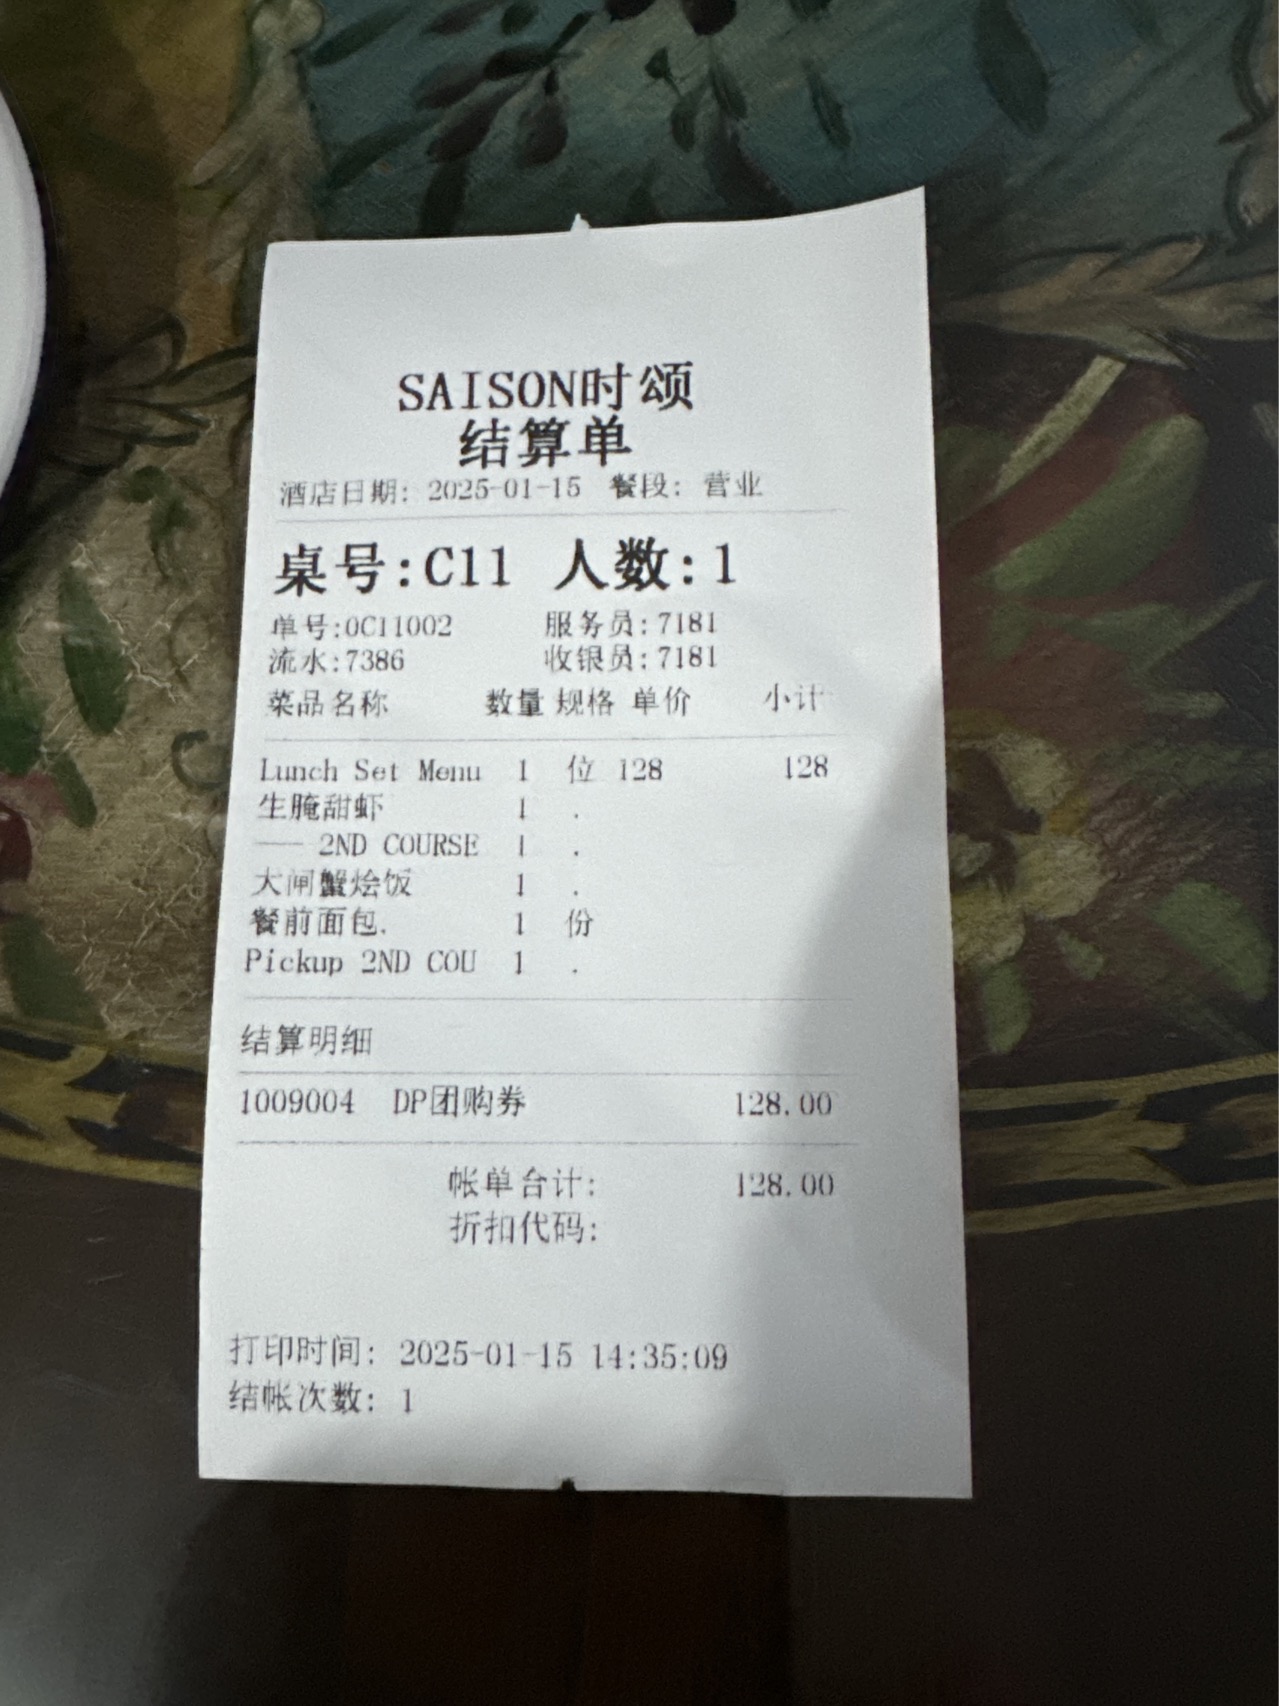 SAISON时颂
结算单
酒店日期: 2025-01-15 餐段: 营业
桌号:C11 人数:1
单号:0C11002 服务员:7181
流水:7386 收银员:7181
菜品名称 数量 规格 单价 小计
Lunch Set Menu 1 位 128 128
生腌甜虾 1 .
—— 2ND COURSE 1 .
大闸蟹烩饭 1 .
餐前面包. 1 份
Pickup 2ND COU 1 .
结算明细
1009004 DP团购券 128.00
帐单合计: 128.00
折扣代码:
打印时间: 2025-01-15 14:35:09
结帐次数: 1